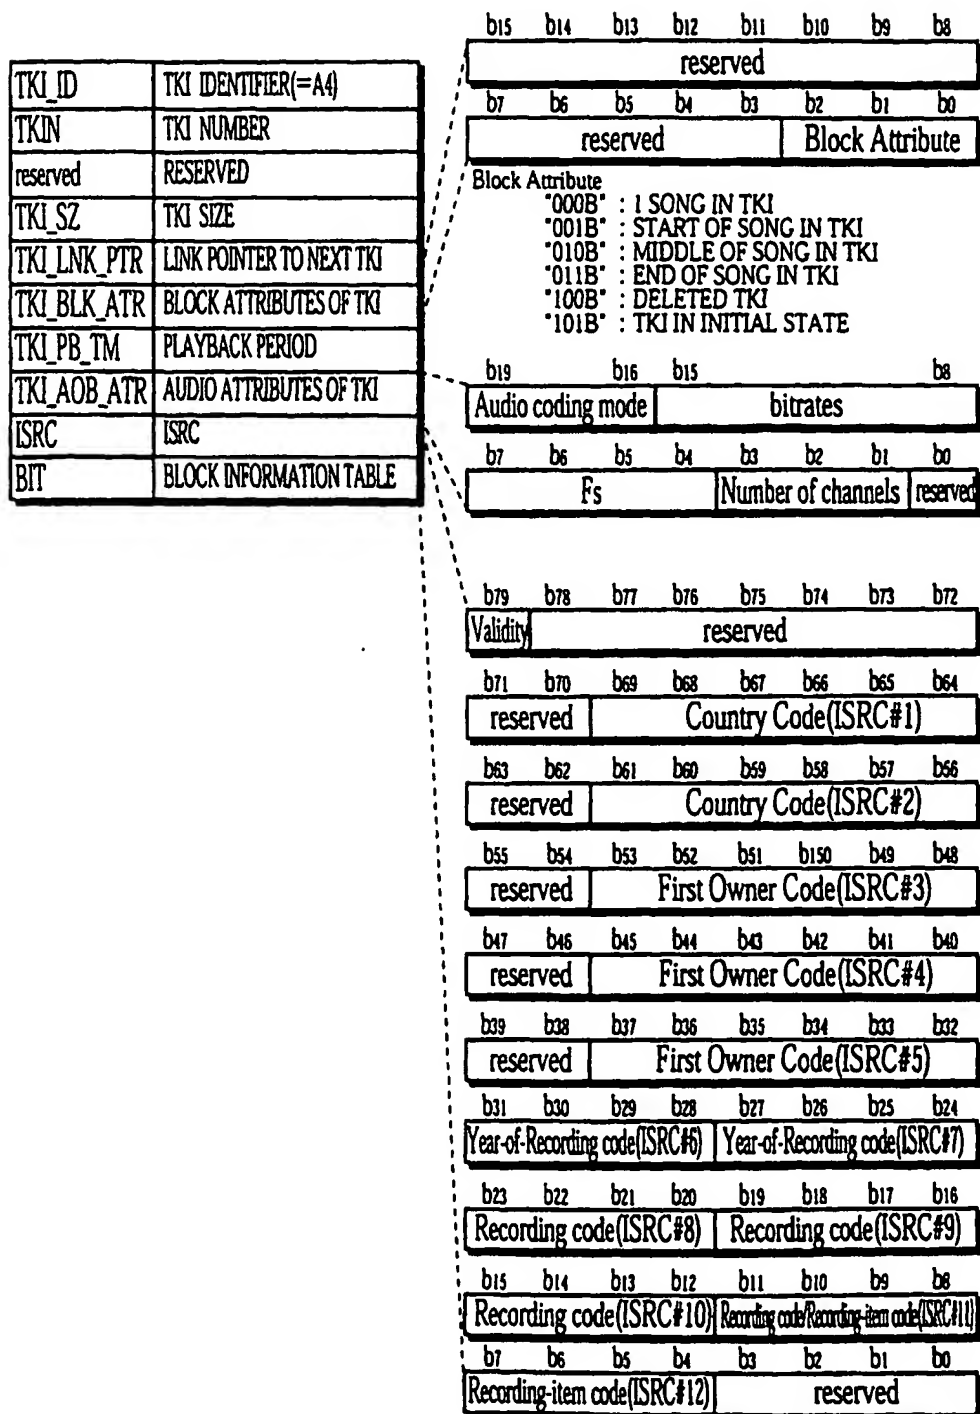 TKI_ID TKI IDENTIFIER(=A4)
TKIN TKI NUMBER
reserved RESERVED
TKI_SZ TKI SIZE
TKI_LNK_PTR LINK POINTER TO NEXT TKI
TKI_BLK_ATR BLOCK ATTRIBUTES OF TKI
TKI_PB_TM PLAYBACK PERIOD
TKI_AOB_ATR AUDIO ATTRIBUTES OF TKI
ISRC ISRC
BIT BLOCK INFORMATION TABLE
b15 b14 b13 b12 b11 b10 b9 b8
reserved
b7 b6 b5 b4 b3 b2 b1 b0
reserved Block Attribute
Block Attribute
"000B" : 1 SONG IN TKI
"001B" : START OF SONG IN TKI
"010B" : MIDDLE OF SONG IN TKI
"011B" : END OF SONG IN TKI
"100B" : DELETED TKI
"101B" : TKI IN INITIAL STATE
b19 b16 b15 b8
Audio coding mode bitrates
b7 b6 b5 b4 b3 b2 b1 b0
Fs Number of channels reserved
b79 b78 b77 b76 b75 b74 b73 b72
Validity reserved
b71 b70 b69 b68 b67 b66 b65 b64
reserved Country Code(ISRC#1)
b63 b62 b61 b60 b59 b58 b57 b56
reserved Country Code(ISRC#2)
b55 b54 b53 b52 b51 b150 b49 b48
reserved First Owner Code(ISRC#3)
b47 b46 b45 b44 b43 b42 b41 b40
reserved First Owner Code(ISRC#4)
b39 b38 b37 b36 b35 b34 b33 b32
reserved First Owner Code(ISRC#5)
b31 b30 b29 b28 b27 b26 b25 b24
Year-of-Recording code(ISRC#6) Year-of-Recording code(ISRC#7)
b23 b22 b21 b20 b19 b18 b17 b16
Recording code(ISRC#8) Recording code(ISRC#9)
b15 b14 b13 b12 b11 b10 b9 b8
Recording code(ISRC#10) Recording code/Recording-item code(ISRC#11)
b7 b6 b5 b4 b3 b2 b1 b0
Recording-item code(ISRC#12) reserved